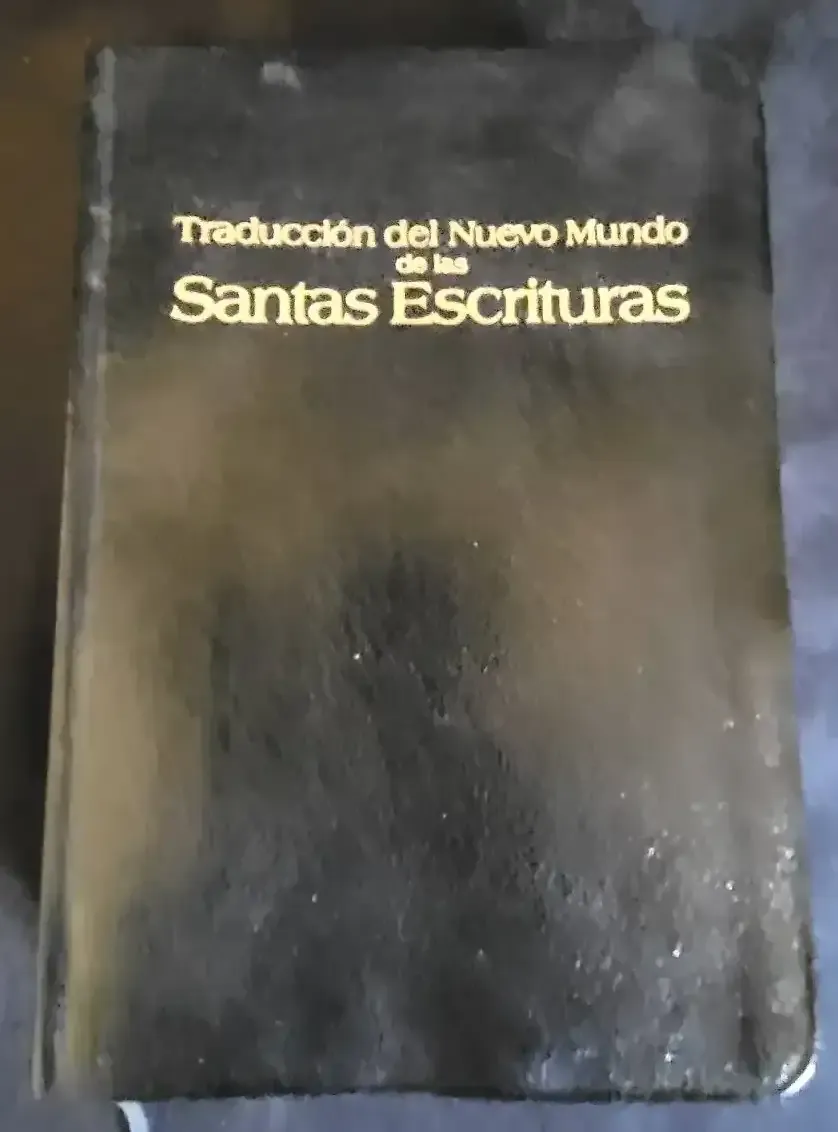 Traducción del Nuevo Mundo
de las
Santas Escrituras